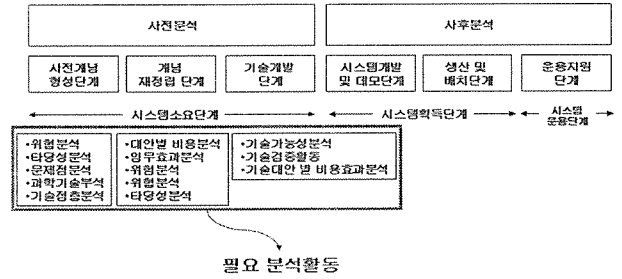 사전분석
사후분석
사전개념
형성단계
개념
재정립 단계
기술개발
단계
시스템개발
및 데모단계
생산 및
배치단계
운용지원
단계
시스템소요단계
시스템획득단계
시스템
운용단계
•위험분석
•타당성분석
•문제점분석
•과학기술부석
•기술점층분석
•대안별 비용분석
•임무효과분석
•위험분석
•위험분석
•타당성분석
•기술가능성분석
•기술검증활동
•기술대안 별 비용효과분석
필요 분석활동